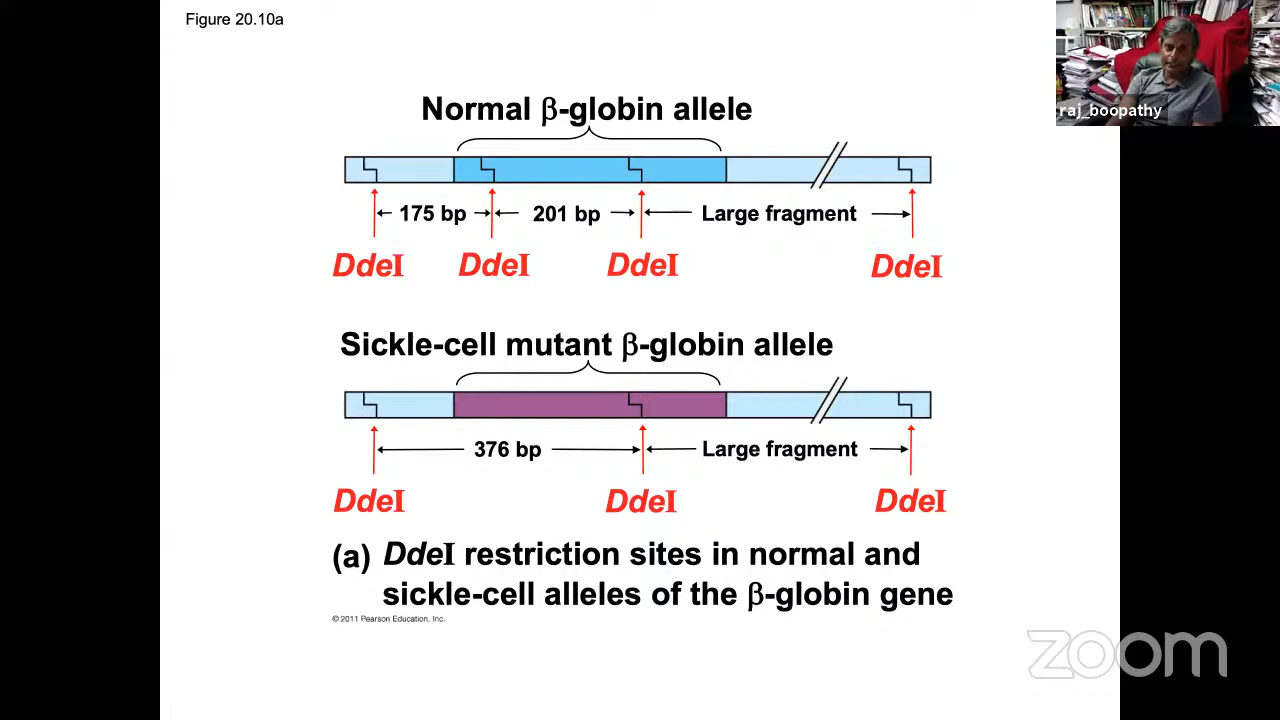 Figure 20.10a
raj_boopathy
Normal β-globin allele
175 bp 201 bp Large fragment
DdeI DdeI DdeI DdeI
Sickle-cell mutant β-globin allele
376 bp Large fragment
DdeI DdeI DdeI
(a) DdeI restriction sites in normal and
sickle-cell alleles of the β-globin gene
© 2011 Pearson Education, Inc.
zoom